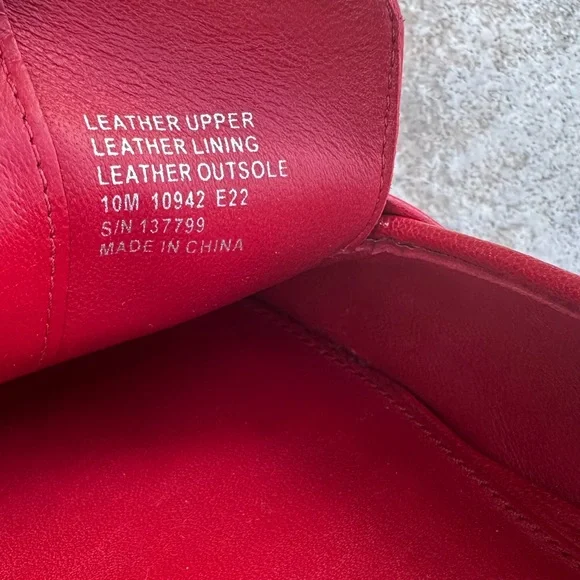 LEATHER UPPER
LEATHER LINING
LEATHER OUTSOLE
10M 10942 E22
S/N 137799
MADE IN CHINA